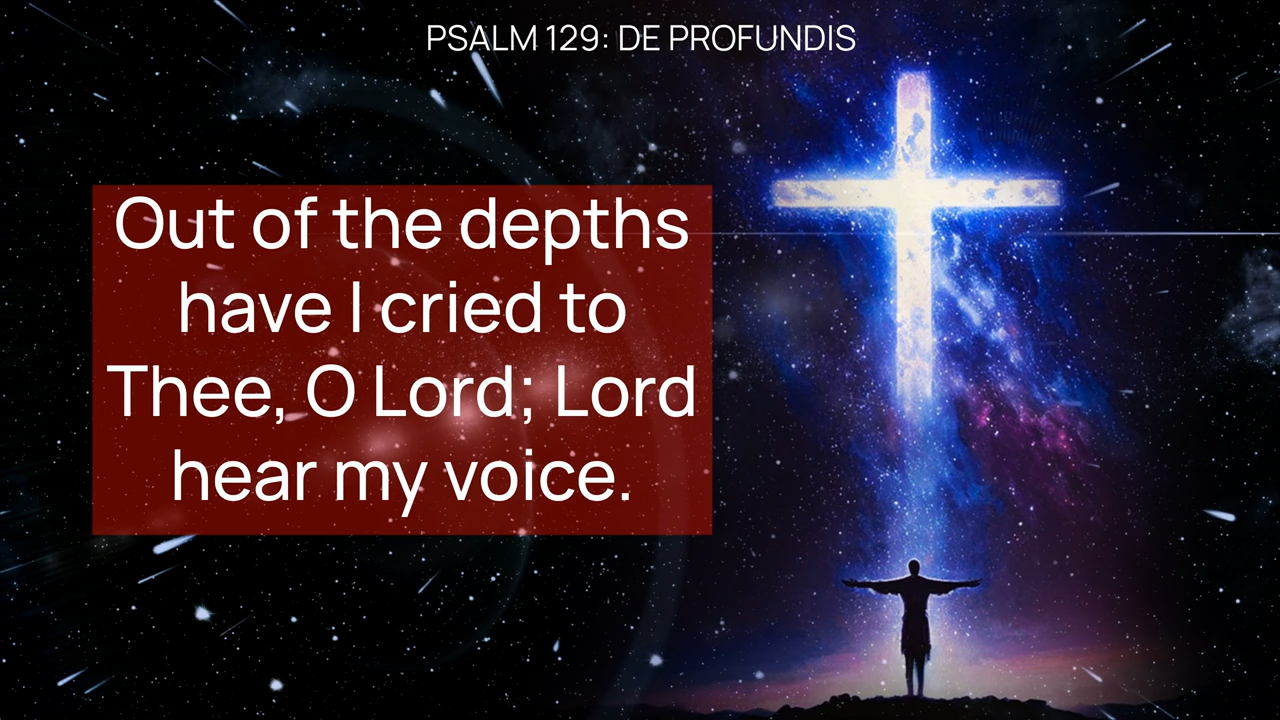 PSALM 129: DE PROFUNDIS
Out of the depths
have I cried to
Thee, O Lord; Lord
hear my voice.